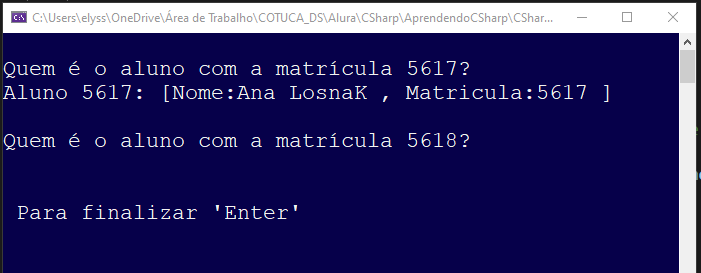 C:\Users\elyss\OneDrive\Área de Trabalho\COTUCA_DS\Alura\CSharp\AprendendoCSharp\CShar...
Quem é o aluno com a matrícula 5617?
Aluno 5617: [Nome:Ana LosnaK , Matricula:5617 ]
Quem é o aluno com a matrícula 5618?
Para finalizar 'Enter'